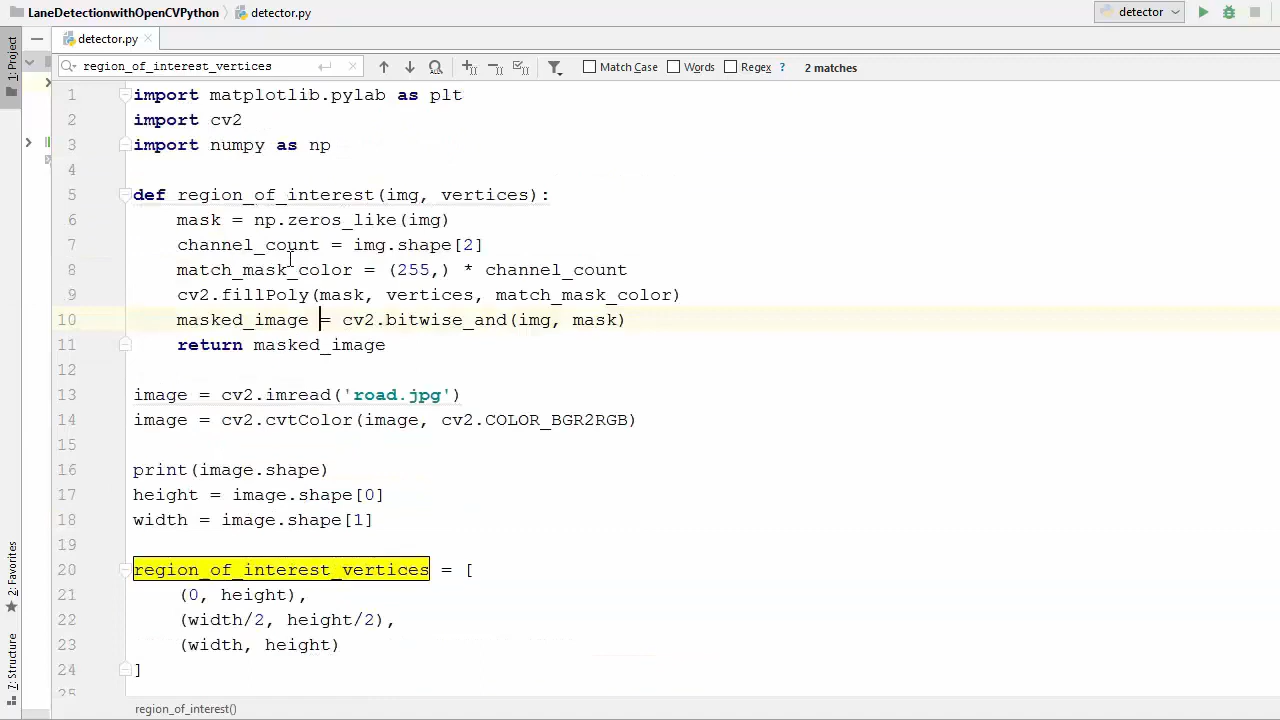 LaneDetectionwithOpenCVPython detector.py detector
detector.py
region_of_interest_vertices Match Case Words Regex ? 2 matches
1: Project
1 import matplotlib.pylab as plt
2 import cv2
3 import numpy as np
4
5 def region_of_interest(img, vertices):
6 mask = np.zeros_like(img)
7 channel_count = img.shape[2]
8 match_mask_color = (255,) * channel_count
9 cv2.fillPoly(mask, vertices, match_mask_color)
10 masked_image = cv2.bitwise_and(img, mask)
11 return masked_image
12
13 image = cv2.imread('road.jpg')
14 image = cv2.cvtColor(image, cv2.COLOR_BGR2RGB)
15
16 print(image.shape)
17 height = image.shape[0]
18 width = image.shape[1]
19
20 region_of_interest_vertices = [
21 (0, height),
22 (width/2, height/2),
23 (width, height)
24 ]
25
2: Favorites
7: Structure
region_of_interest()